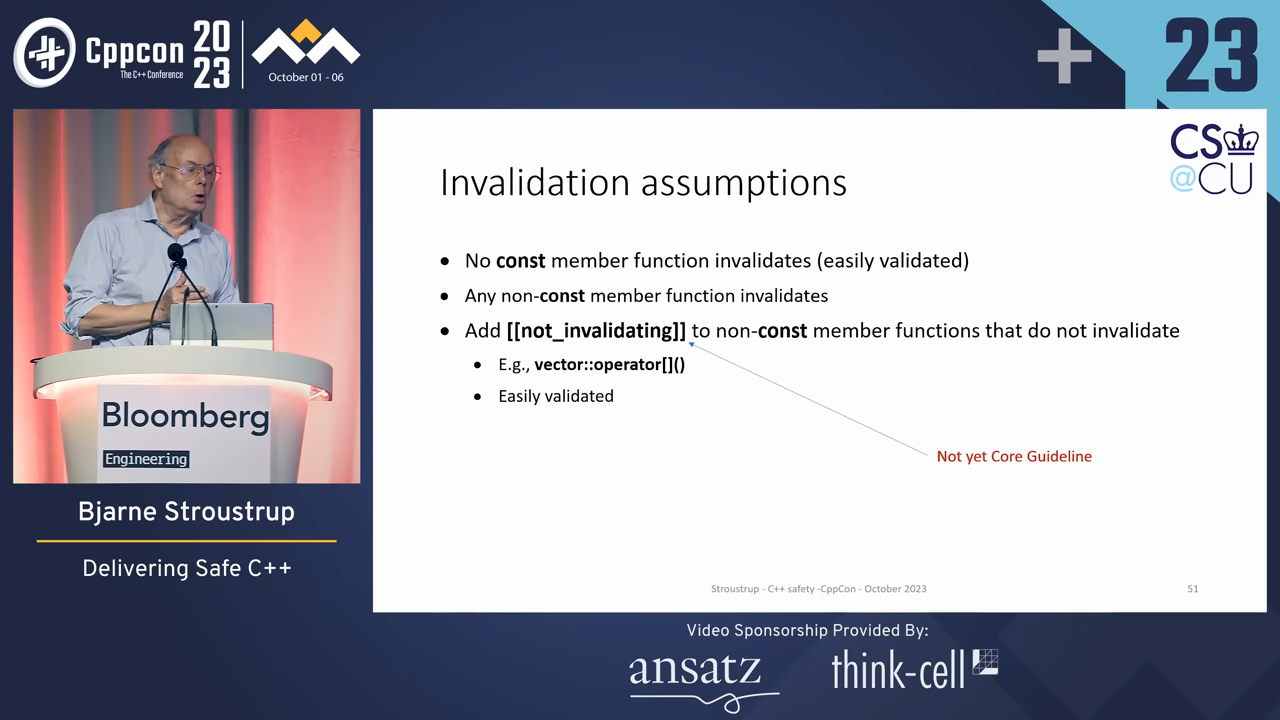 Cppcon
The C++ Conference
20
23
October 01 - 06
23
CS
@CU
Invalidation assumptions
• No const member function invalidates (easily validated)
• Any non-const member function invalidates
• Add [[not_invalidating]] to non-const member functions that do not invalidate
• E.g., vector::operator[]()
• Easily validated
Not yet Core Guideline
Stroustrup - C++ safety -CppCon - October 2023
51
Bloomberg
Engineering
Bjarne Stroustrup
Delivering Safe C++
Video Sponsorship Provided By:
ansatz
think-cell